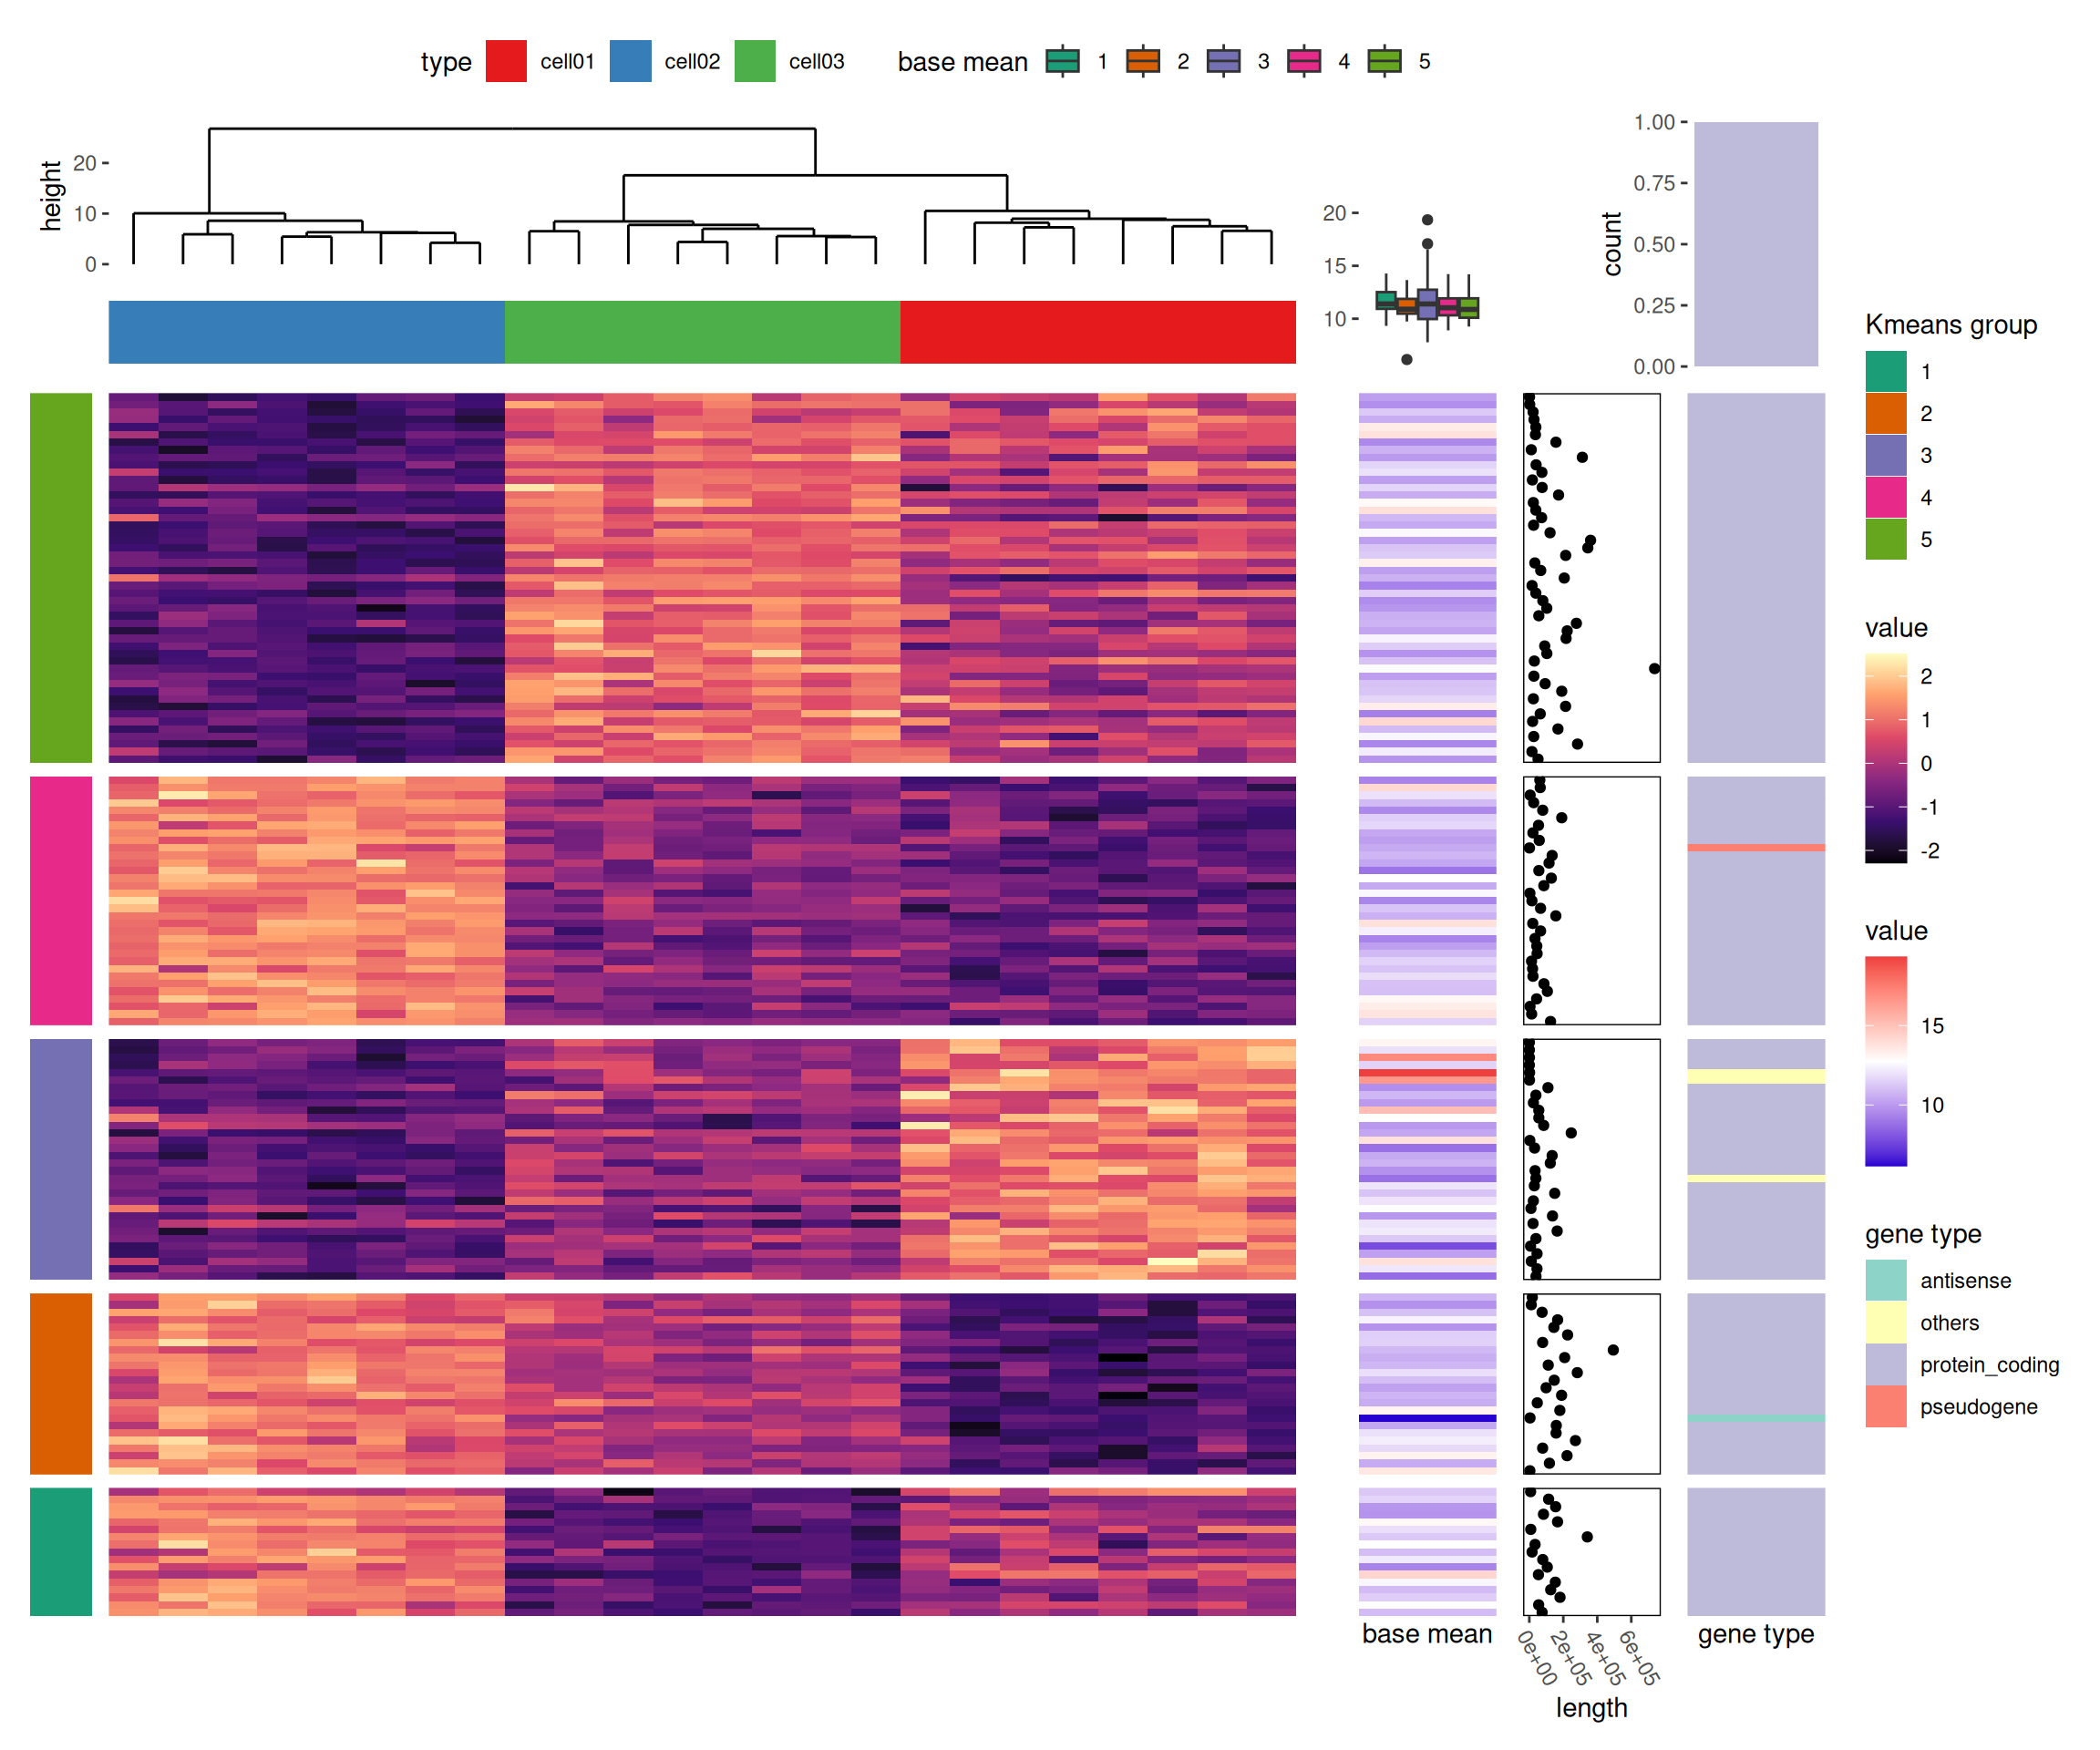 type cell01 cell02 cell03 base mean 1 2 3 4 5
height
20
10
0
20
15
10
count
1.00
0.75
0.50
0.25
0.00
Kmeans group
1
2
3
4
5
value
2
1
0
-1
-2
value
15
10
gene type
antisense
others
protein_coding
pseudogene
base mean
0e+00 2e+05 4e+05 6e+05
length
gene type